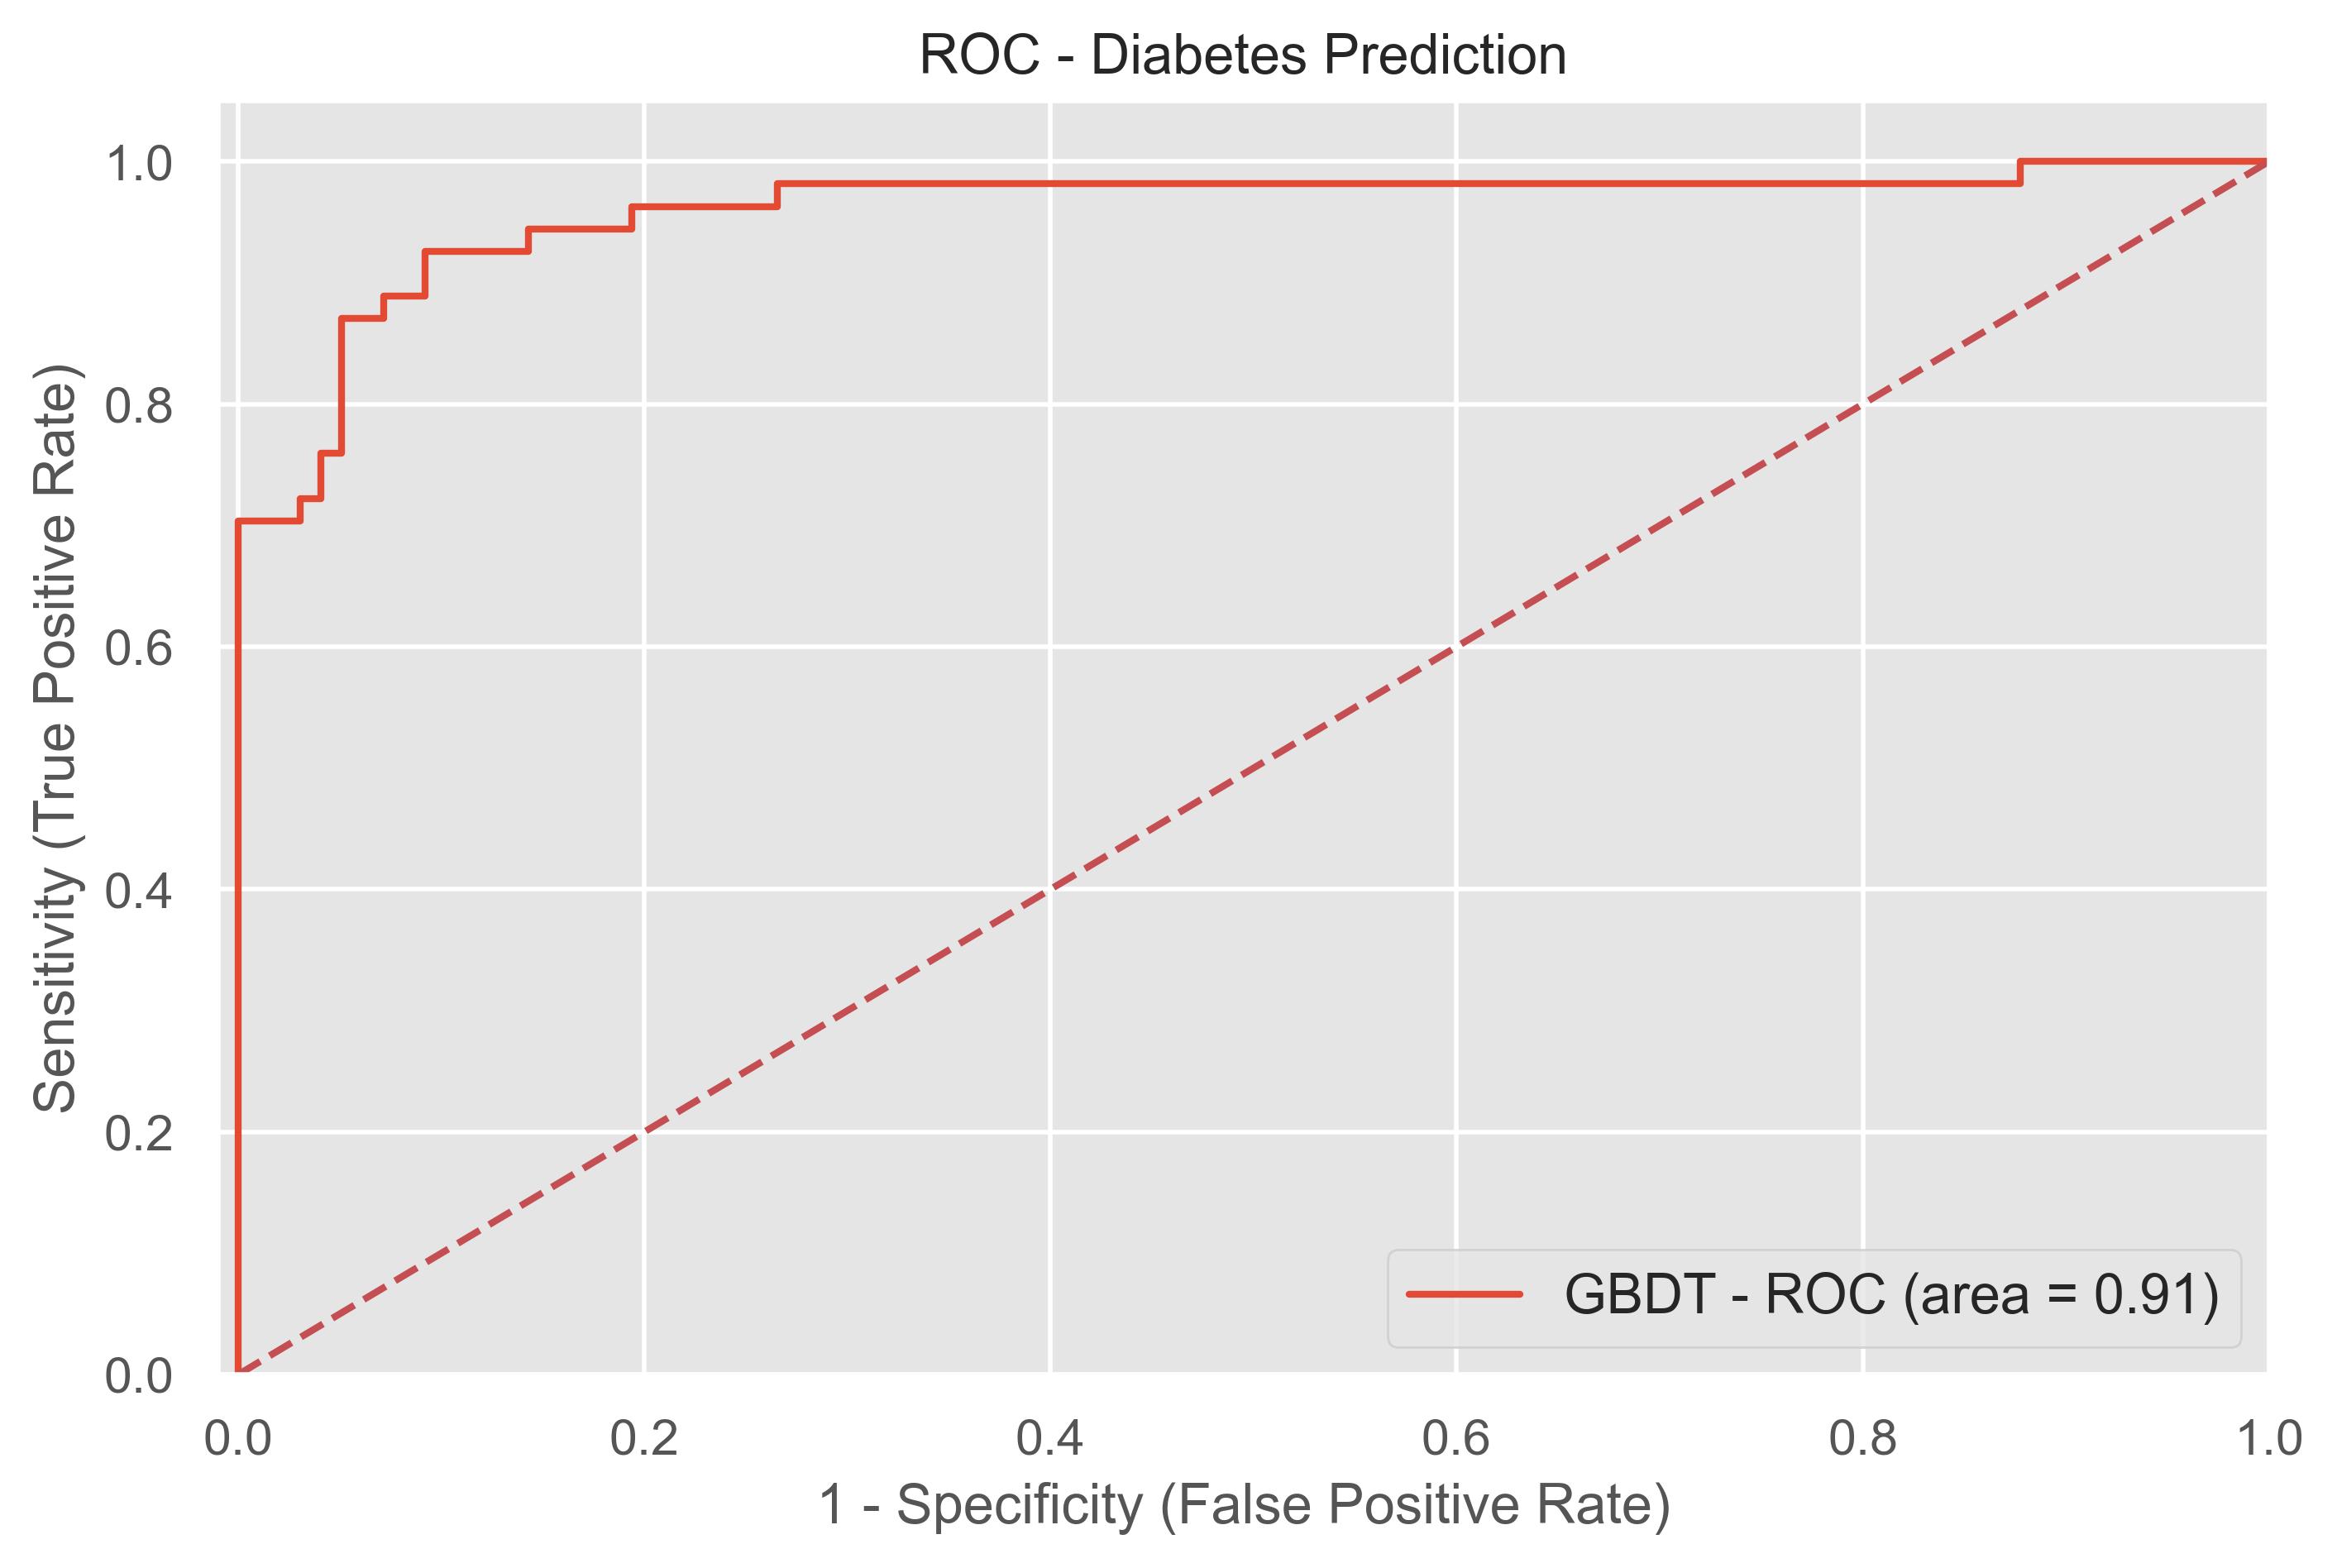 ROC - Diabetes Prediction
1.0
0.8
0.6
0.4
0.2
0.0
Sensitivity (True Positive Rate)
GBDT - ROC (area = 0.91)
0.0 0.2 0.4 0.6 0.8 1.0
1 - Specificity (False Positive Rate)